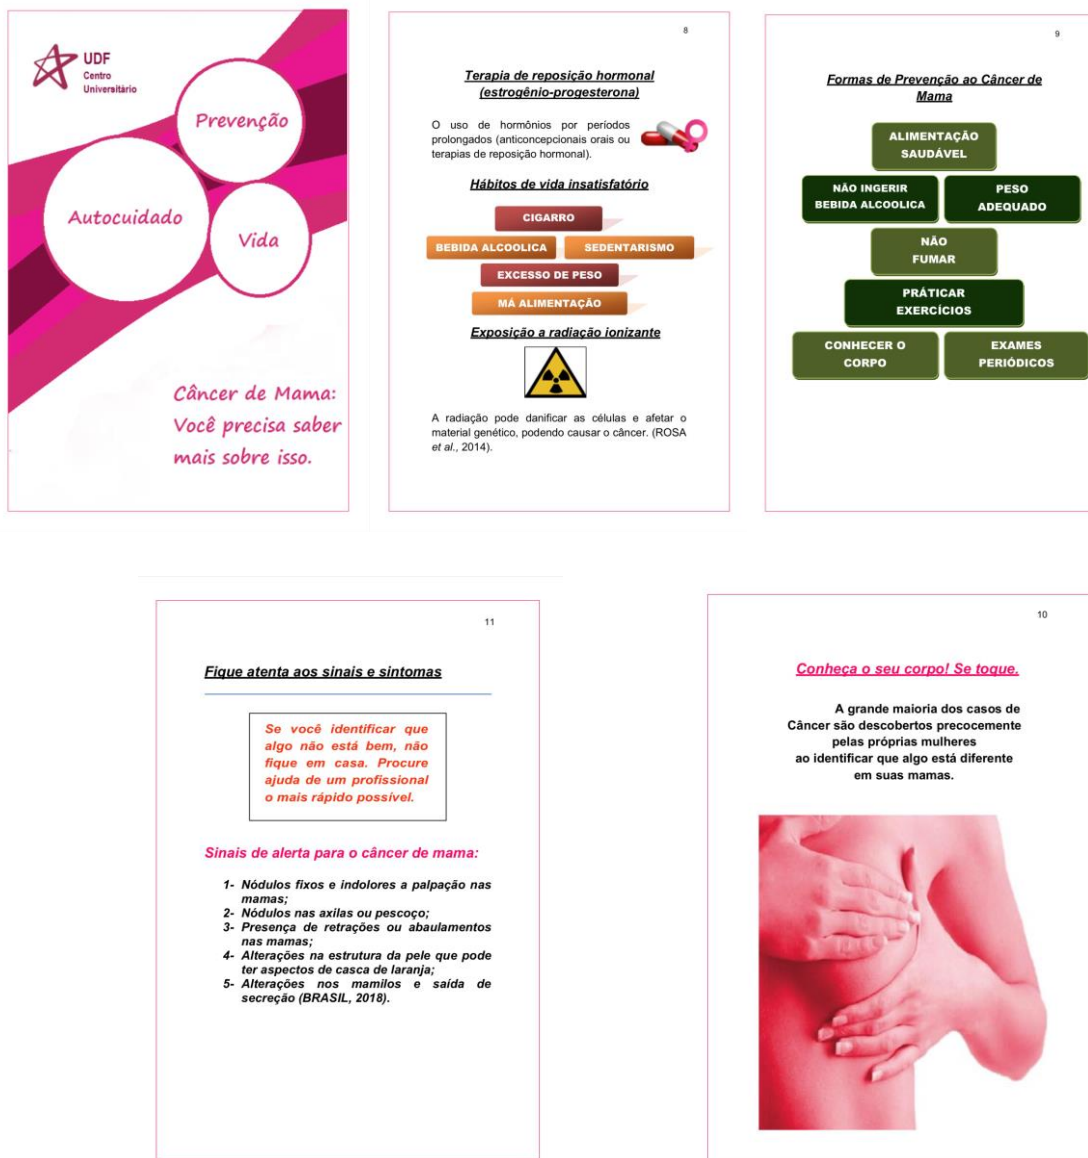 UDF
Centro
Universitário
Prevenção
Autocuidado
Vida
Câncer de Mama:
Você precisa saber
mais sobre isso.
8
Terapia de reposição hormonal
(estrogênio-progesterona)
O uso de hormônios por períodos
prolongados (anticoncepcionais orais ou
terapias de reposição hormonal).
Hábitos de vida insatisfatório
CIGARRO
BEBIDA ALCOOLICA
SEDENTARISMO
EXCESSO DE PESO
MÁ ALIMENTAÇÃO
Exposição a radiação ionizante
A radiação pode danificar as células e afetar o
material genético, podendo causar o câncer. (ROSA
et al., 2014).
9
Formas de Prevenção ao Câncer de
Mama
ALIMENTAÇÃO
SAUDÁVEL
NÃO INGERIR
BEBIDA ALCOOLICA
PESO
ADEQUADO
NÃO
FUMAR
PRÁTICAR
EXERCÍCIOS
CONHECER O
CORPO
EXAMES
PERIÓDICOS
11
Fique atenta aos sinais e sintomas
Se você identificar que
algo não está bem, não
fique em casa. Procure
ajuda de um profissional
o mais rápido possível.
Sinais de alerta para o câncer de mama:
1- Nódulos fixos e indolores a palpação nas
mamas;
2- Nódulos nas axilas ou pescoço;
3- Presença de retrações ou abaulamentos
nas mamas;
4- Alterações na estrutura da pele que pode
ter aspectos de casca de laranja;
5- Alterações nos mamilos e saída de
secreção (BRASIL, 2018).
10
Conheça o seu corpo! Se toque.
A grande maioria dos casos de
Câncer são descobertos precocemente
pelas próprias mulheres
ao identificar que algo está diferente
em suas mamas.